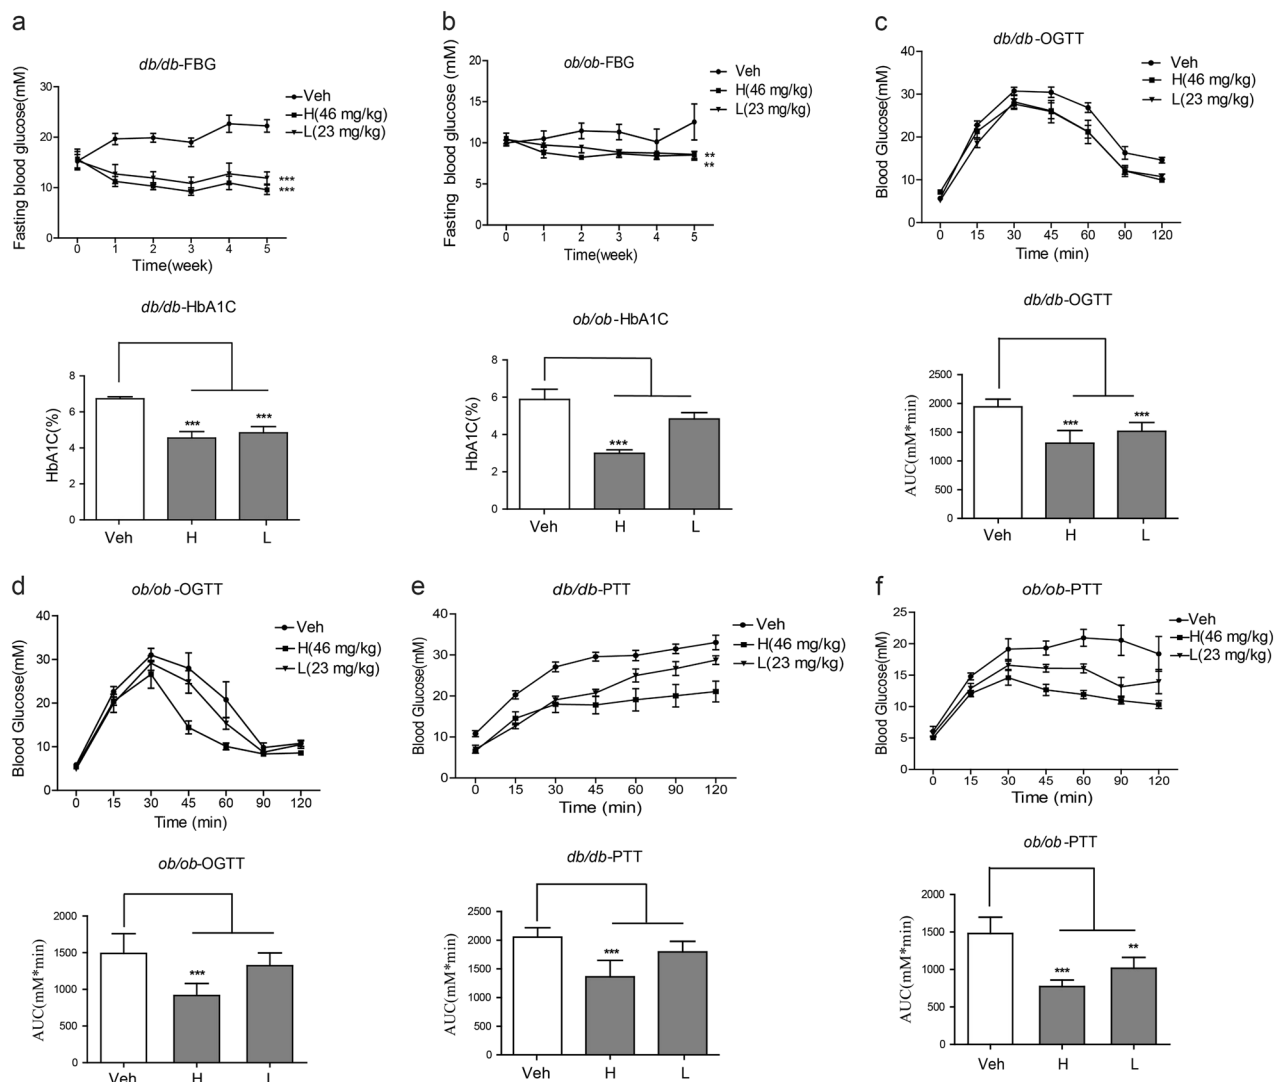 a
db/db-FBG
Fasting blood glucose(mM)
30
20
10
0
0 1 2 3 4 5
Time(week)
Veh
H(46 mg/kg)
L(23 mg/kg)
***
***
db/db-HbA1C
HbA1C(%)
8
6
4
2
0
***
***
Veh H L
b
ob/ob-FBG
Fasting blood glucose (mM)
20
15
10
5
0
0 1 2 3 4 5
Time(week)
Veh
H(46 mg/kg)
L(23 mg/kg)
**
**
ob/ob-HbA1C
HbA1C(%)
8
6
4
2
0
***
Veh H L
c
db/db-OGTT
Blood Glucose(mM)
40
30
20
10
0
0 15 30 45 60 90 120
Time (min)
Veh
H(46 mg/kg)
L(23 mg/kg)
db/db-OGTT
AUC(mM*min)
2500
2000
1500
1000
500
0
***
***
Veh H L
d
ob/ob-OGTT
Blood Glucose(mM)
40
30
20
10
0
0 15 30 45 60 90 120
Time (min)
Veh
H(46 mg/kg)
L(23 mg/kg)
ob/ob-OGTT
AUC(mM*min)
2000
1500
1000
500
0
***
Veh H L
e
db/db-PTT
Blood Glucose(mM)
40
30
20
10
0
0 15 30 45 60 90 120
Time (min)
Veh
H(46 mg/kg)
L(23 mg/kg)
db/db-PTT
AUC(mM*min)
2500
2000
1500
1000
500
0
***
Veh H L
f
ob/ob-PTT
Blood Glucose(mM)
25
20
15
10
5
0
0 15 30 45 60 90 120
Time (min)
Veh
H(46 mg/kg)
L(23 mg/kg)
ob/ob-PTT
AUC(mM*min)
2000
1500
1000
500
0
***
**
Veh H L